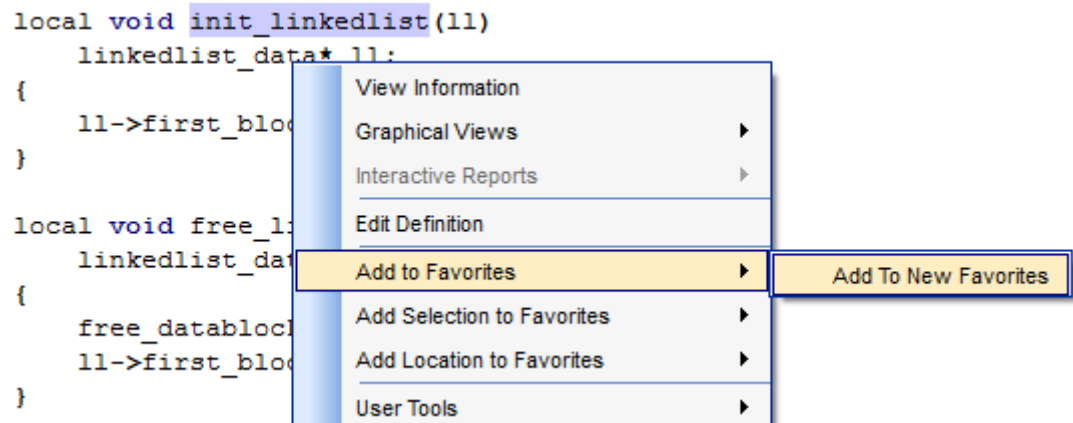 local void init_linkedlist(ll)
linkedlist_data* ll;
{
ll->first_bloc
}
local void free_li
linkedlist_dat
{
free_databloc
ll->first_bloc
}
View Information
Graphical Views
Interactive Reports
Edit Definition
Add to Favorites
Add Selection to Favorites
Add Location to Favorites
User Tools
Add To New Favorites